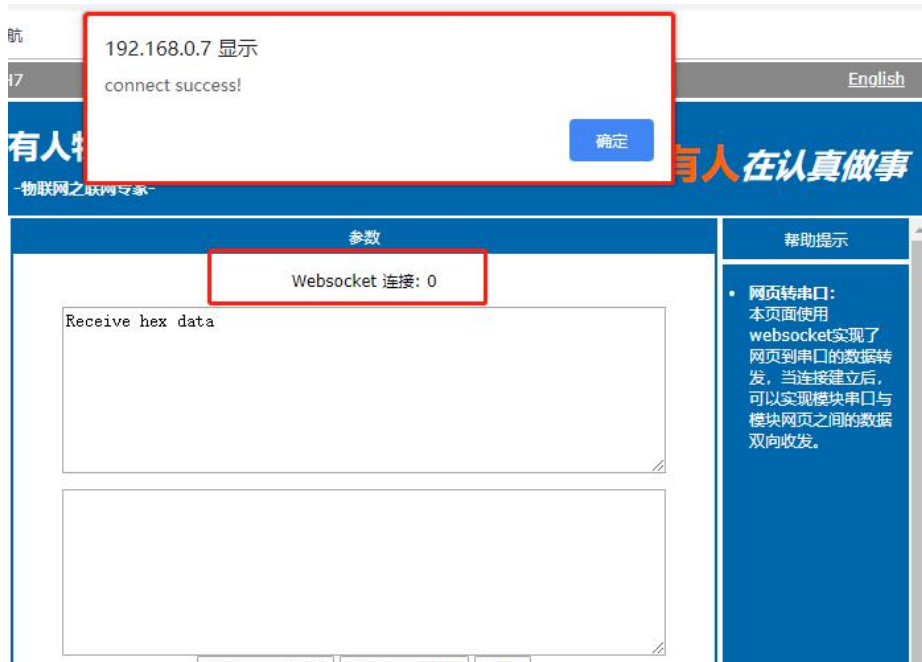 航
192.168.0.7 显示
connect success!
确定
H7
English
有人
有人在认真做事
-物联网之联网专家-
参数
帮助提示
Websocket 连接: 0
Receive hex data
• 网页转串口:
本页面使用
websocket实现了
网页到串口的数据转
发，当连接建立后，
可以实现模块串口与
模块网页之间的数据
双向收发。